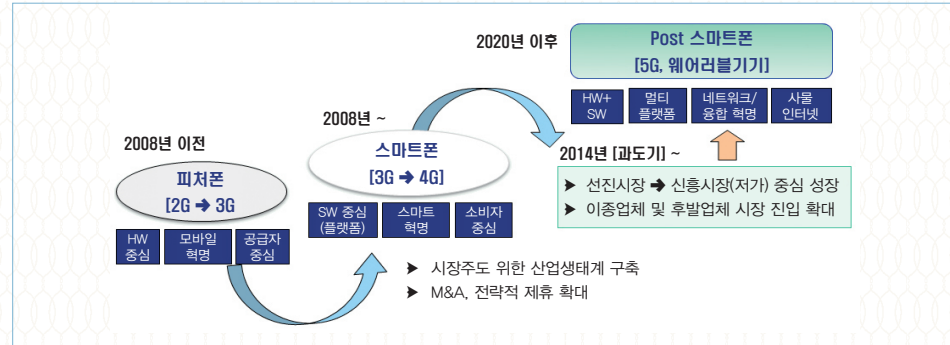 2020년 이후
Post 스마트폰
[5G, 웨어러블기기]
HW+
SW
멀티
플랫폼
네트워크/
융합 혁명
사물
인터넷
2008년 ~
스마트폰
[3G ➔ 4G]
SW 중심
(플랫폼)
스마트
혁명
소비자
중심
2008년 이전
피처폰
[2G ➔ 3G
HW
중심
모바일
혁명
공급자
중심
2014년 [과도기] ~
➤ 선진시장 ➔ 신흥시장(저가) 중심 성장
➤ 이종업체 및 후발업체 시장 진입 확대
➤ 시장주도 위한 산업생태계 구축
➤ M&A, 전략적 제휴 확대